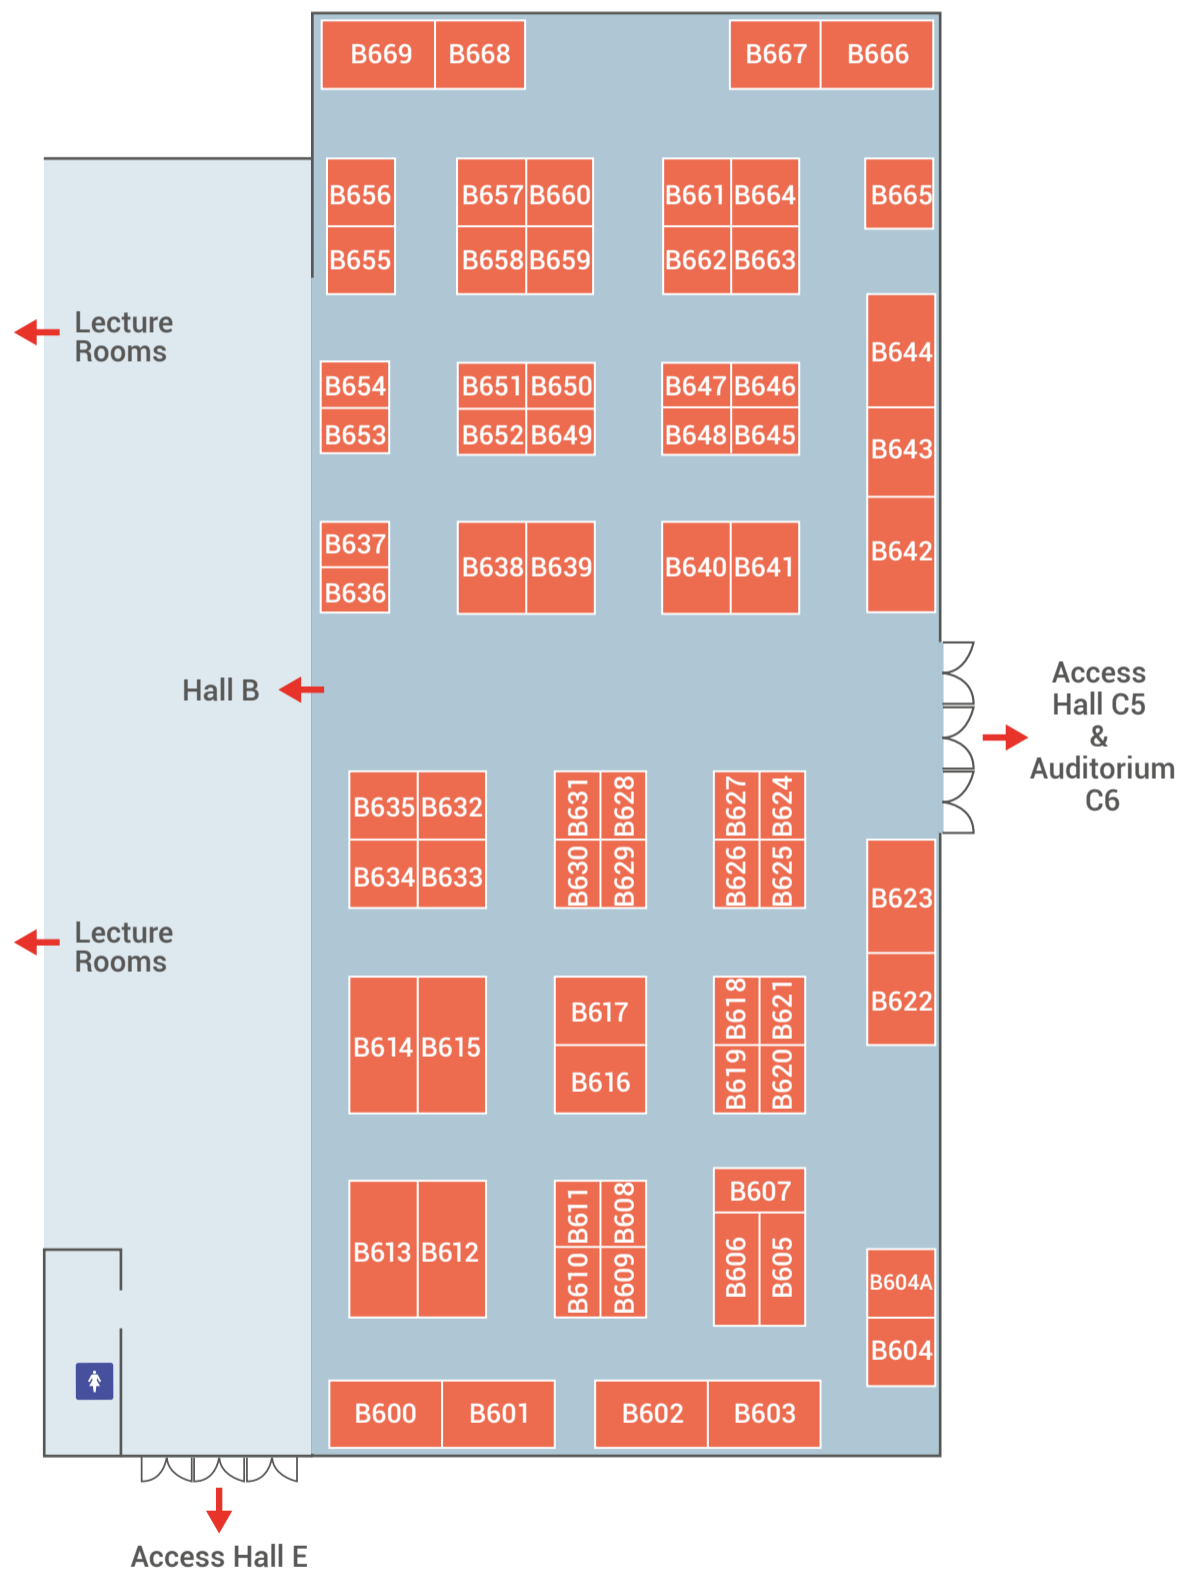 B669 B668 B667 B666
B656 B657 B660 B661 B664 B665
B655 B658 B659 B662 B663
Lecture
Rooms
B644
B654 B651 B650 B647 B646
B653 B652 B649 B648 B645 B643
B637 B638 B639 B640 B641 B642
B636
Hall B
Access
Hall C5
&
Auditorium
C6
B635 B632 B631 B628 B627 B624
B634 B633 B630 B629 B626 B625 B623
Lecture
Rooms
B622
B614 B615 B617 B618 B621
B616 B619 B620
B613 B612 B611 B608 B607
B610 B609 B606 B605 B604A
B604
B600 B601 B602 B603
Access Hall E